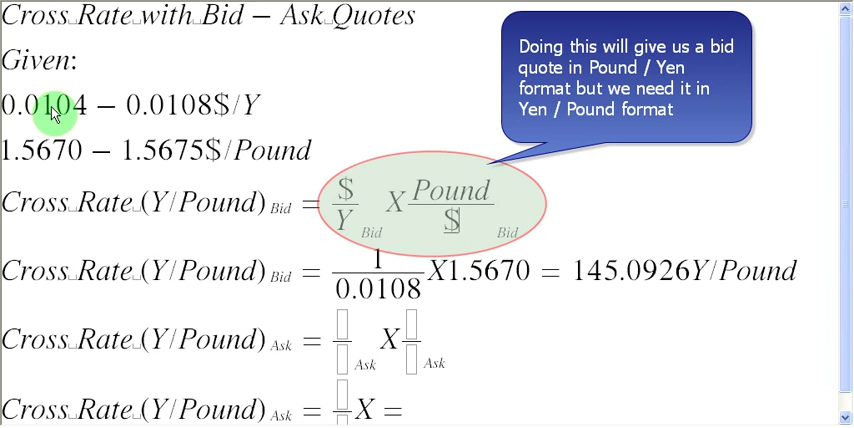 Cross Rate with Bid – Ask Quotes
Doing this will give us a bid
quote in Pound / Yen
format but we need it in
Yen / Pound format
Given:
0.0104 – 0.0108$/Y
1.5670 – 1.5675$/Pound
Cross Rate (Y/Pound) Bid = $/Y Bid X Pound/$ Bid
Cross Rate (Y/Pound) Bid = 1/0.0108 X1.5670 = 145.0926Y/Pound
Cross Rate (Y/Pound) Ask = / Ask X / Ask
Cross Rate (Y/Pound) Ask = / X =